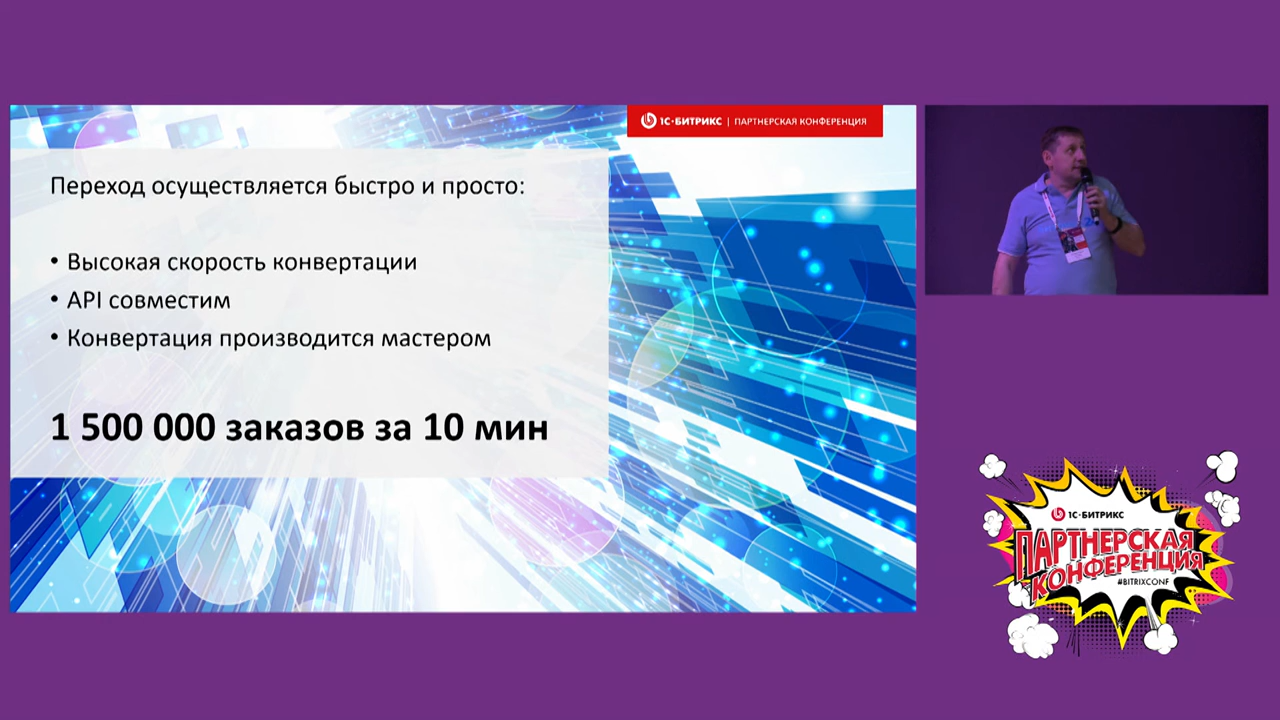 1С-БИТРИКС | ПАРТНЕРСКАЯ КОНФЕРЕНЦИЯ
Переход осуществляется быстро и просто:
• Высокая скорость конвертации
• API совместим
• Конвертация производится мастером
1 500 000 заказов за 10 мин
1С-БИТРИКС
ПАРТНЕРСКАЯ
КОНФЕРЕНЦИЯ
#BITRIXCONF